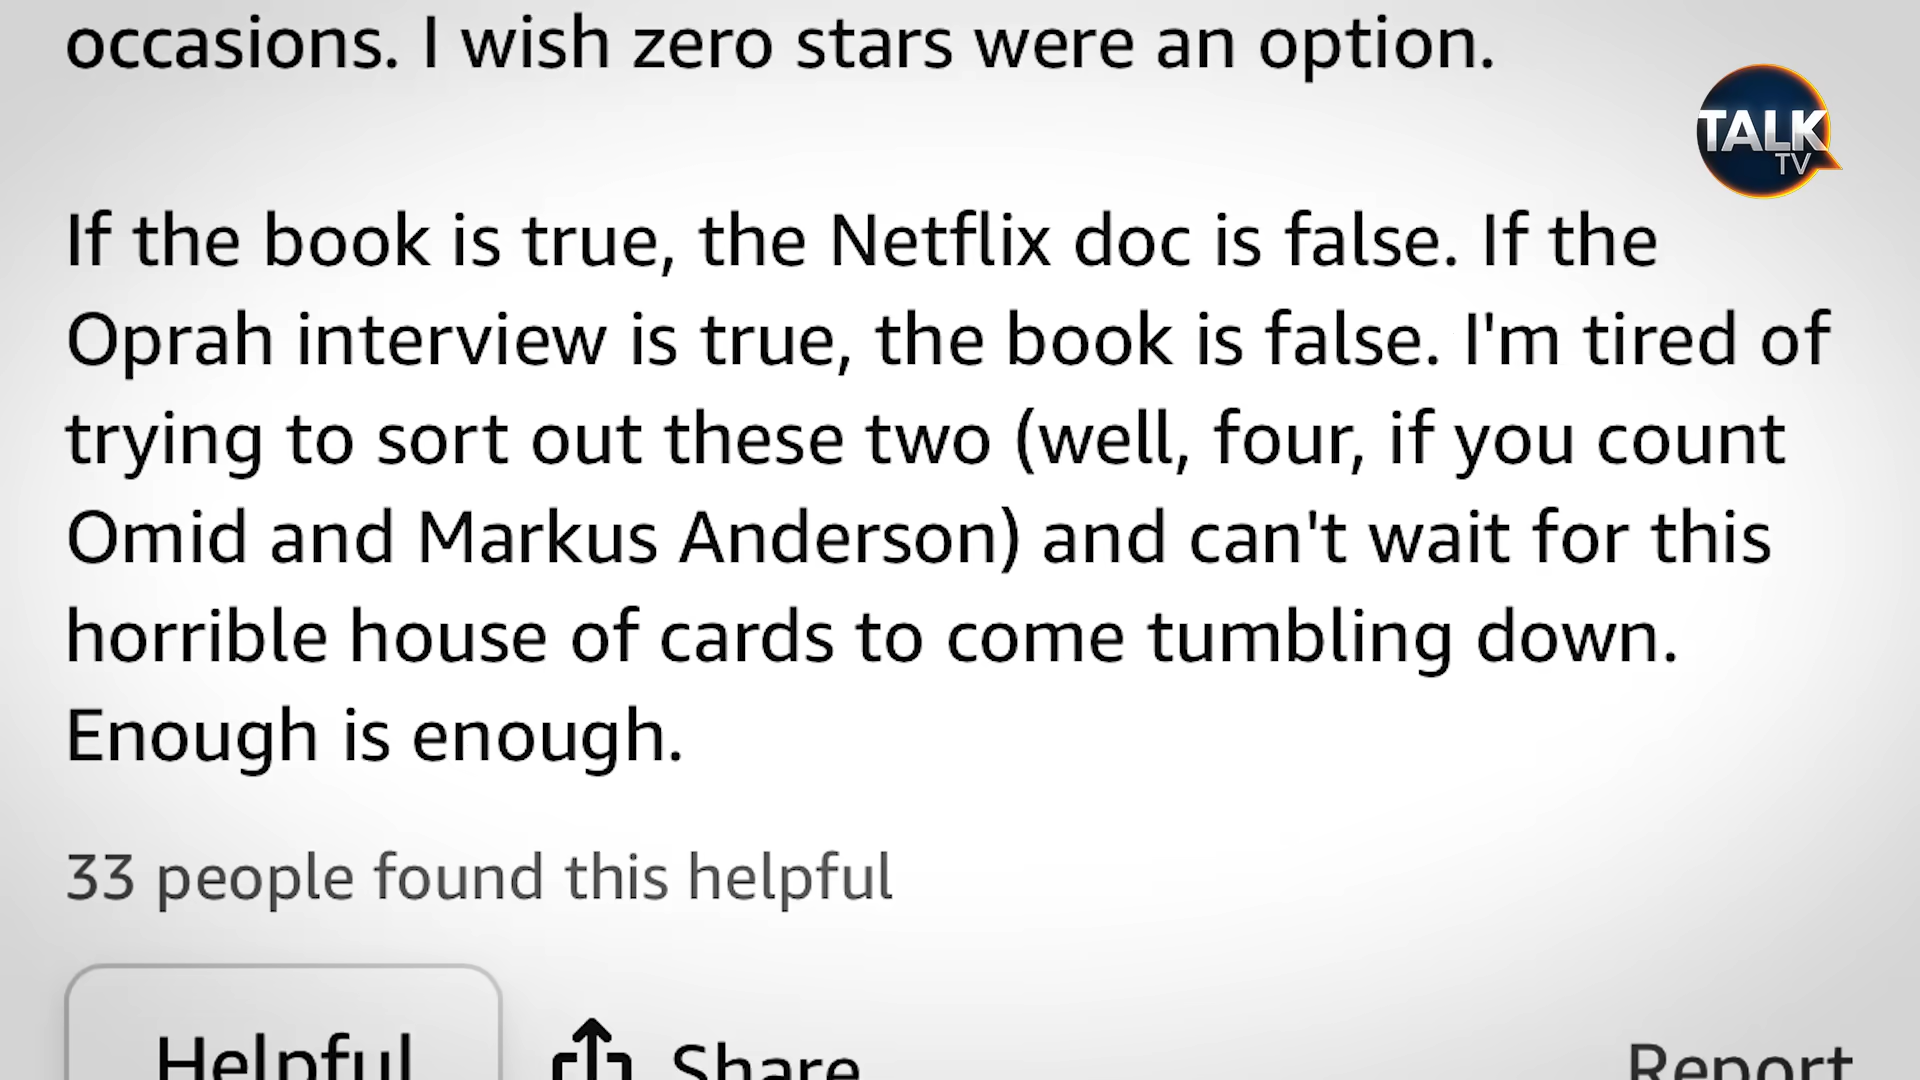 occasions. I wish zero stars were an option.
TALK
TV
If the book is true, the Netflix doc is false. If the
Oprah interview is true, the book is false. I'm tired of
trying to sort out these two (well, four, if you count
Omid and Markus Anderson) and can't wait for this
horrible house of cards to come tumbling down.
Enough is enough.
33 people found this helpful
Helpful
Share
Report